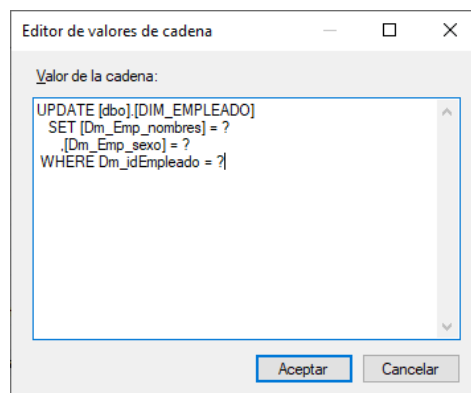 Editor de valores de cadena
Valor de la cadena:
UPDATE [dbo].[DIM_EMPLEADO]
SET [Dm_Emp_nombres] = ?
,[Dm_Emp_sexo] = ?
WHERE Dm_idEmpleado = ?
Aceptar
Cancelar